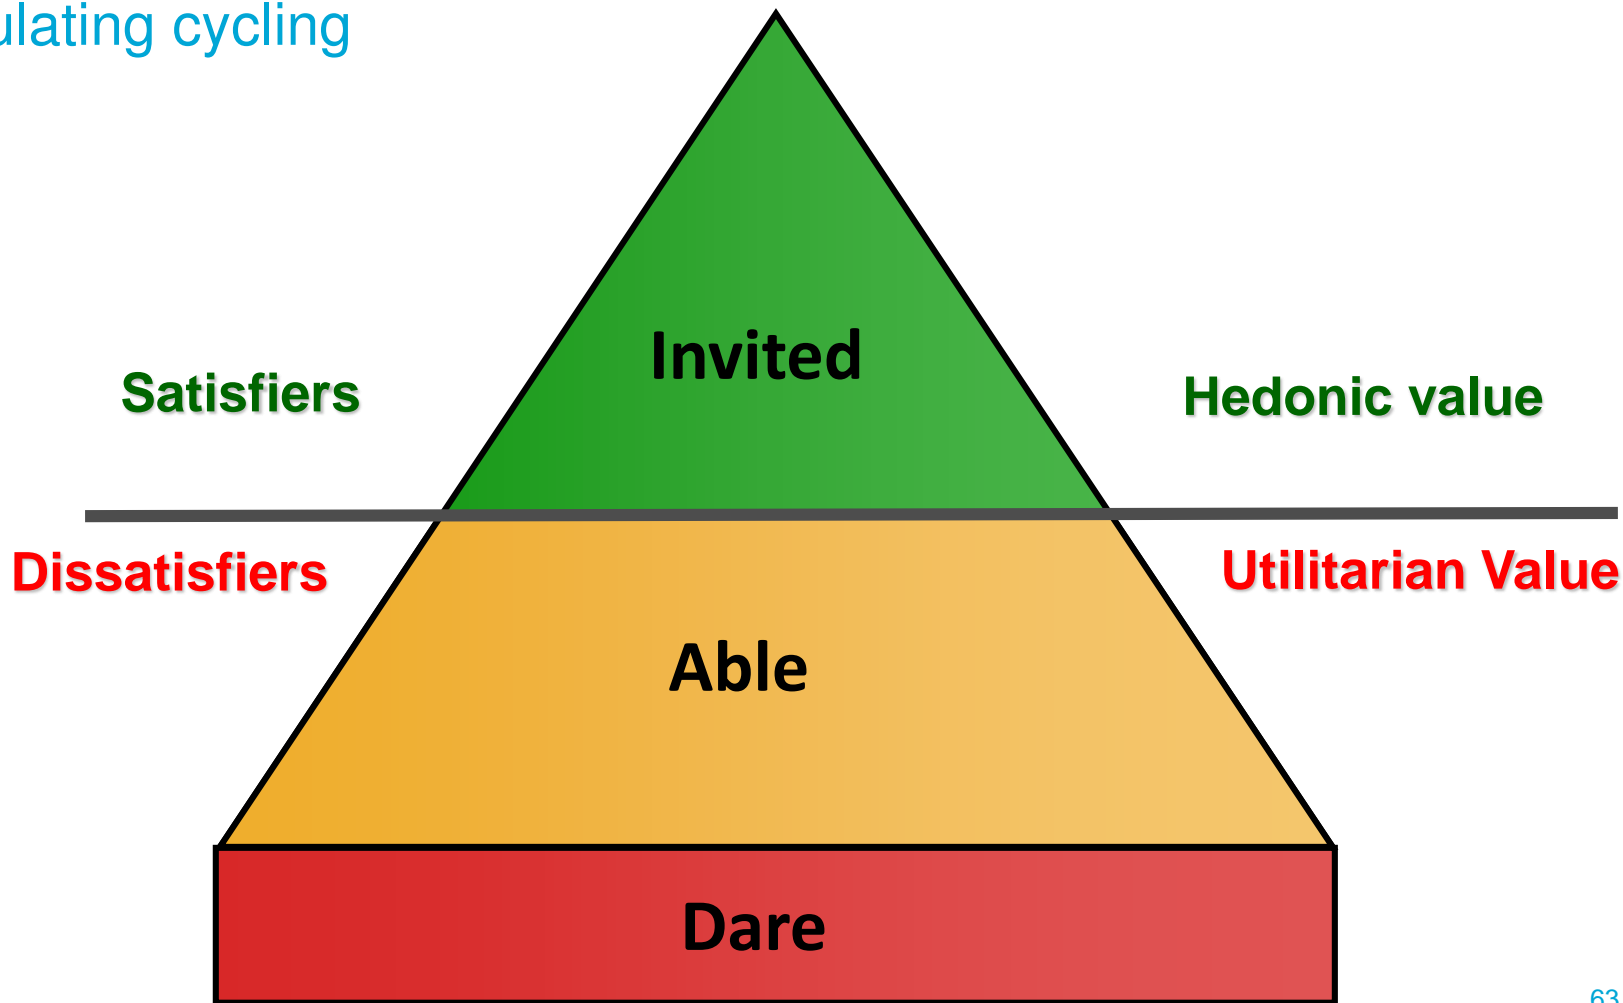 ulating cycling
Invited
Satisfiers
Hedonic value
Dissatisfiers
Utilitarian Value
Able
Dare
63